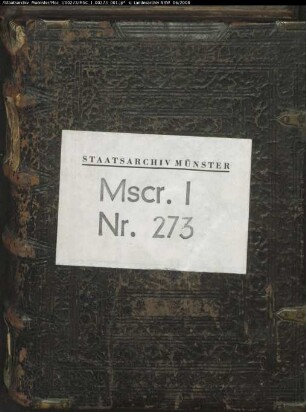 STAATSARCHIV MÜNSTER
Mscr. I
Nr. 273